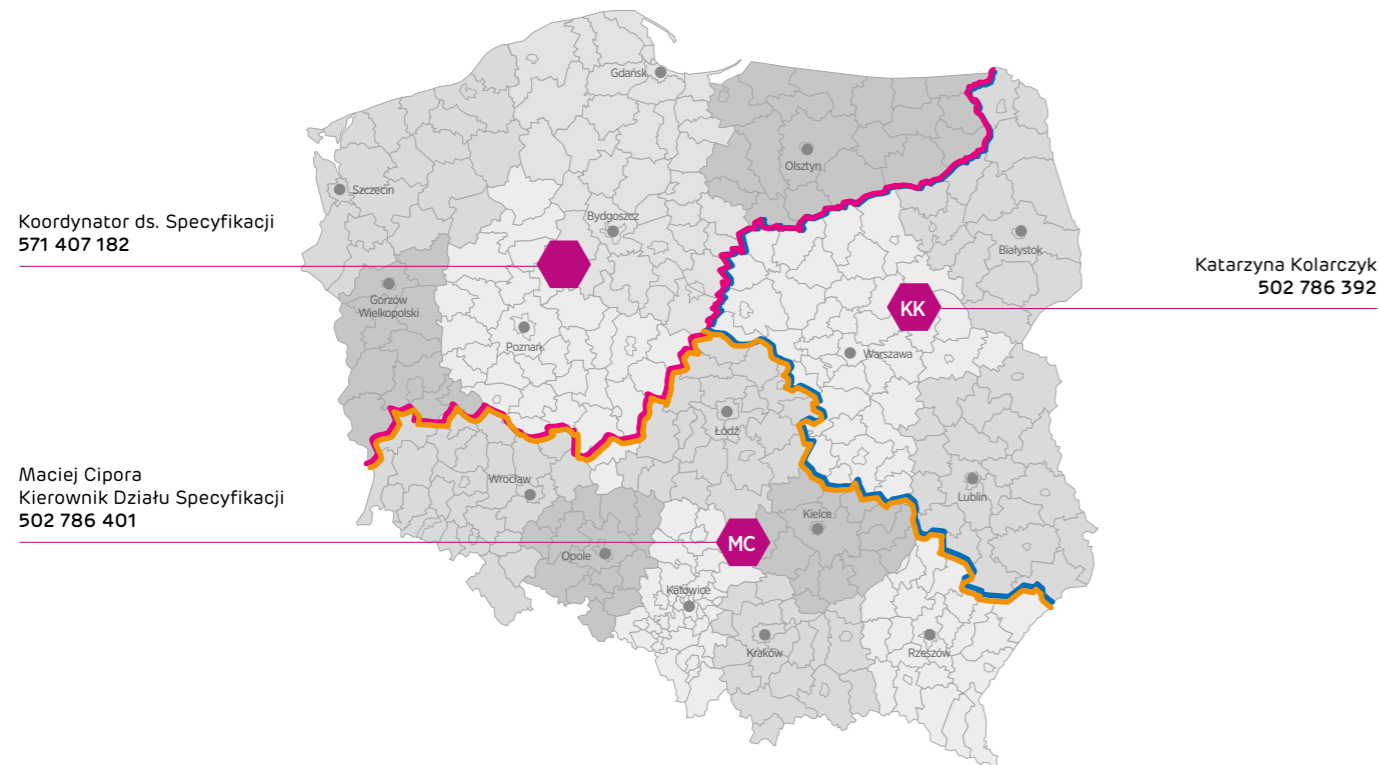 Gdańsk
Olsztyn
Szczecin
Koordynator ds. Specyfikacji
571 407 182
Bydgoszcz
Białystok
Katarzyna Kolarczyk
502 786 392
Gorzów
Wielkopolski
KK
Poznań
Warszawa
Łódź
Maciej Cipora
Kierownik Działu Specyfikacji
502 786 401
Wrocław
Lublin
Kielce
MC
Opole
Katowice
Kraków
Rzeszów